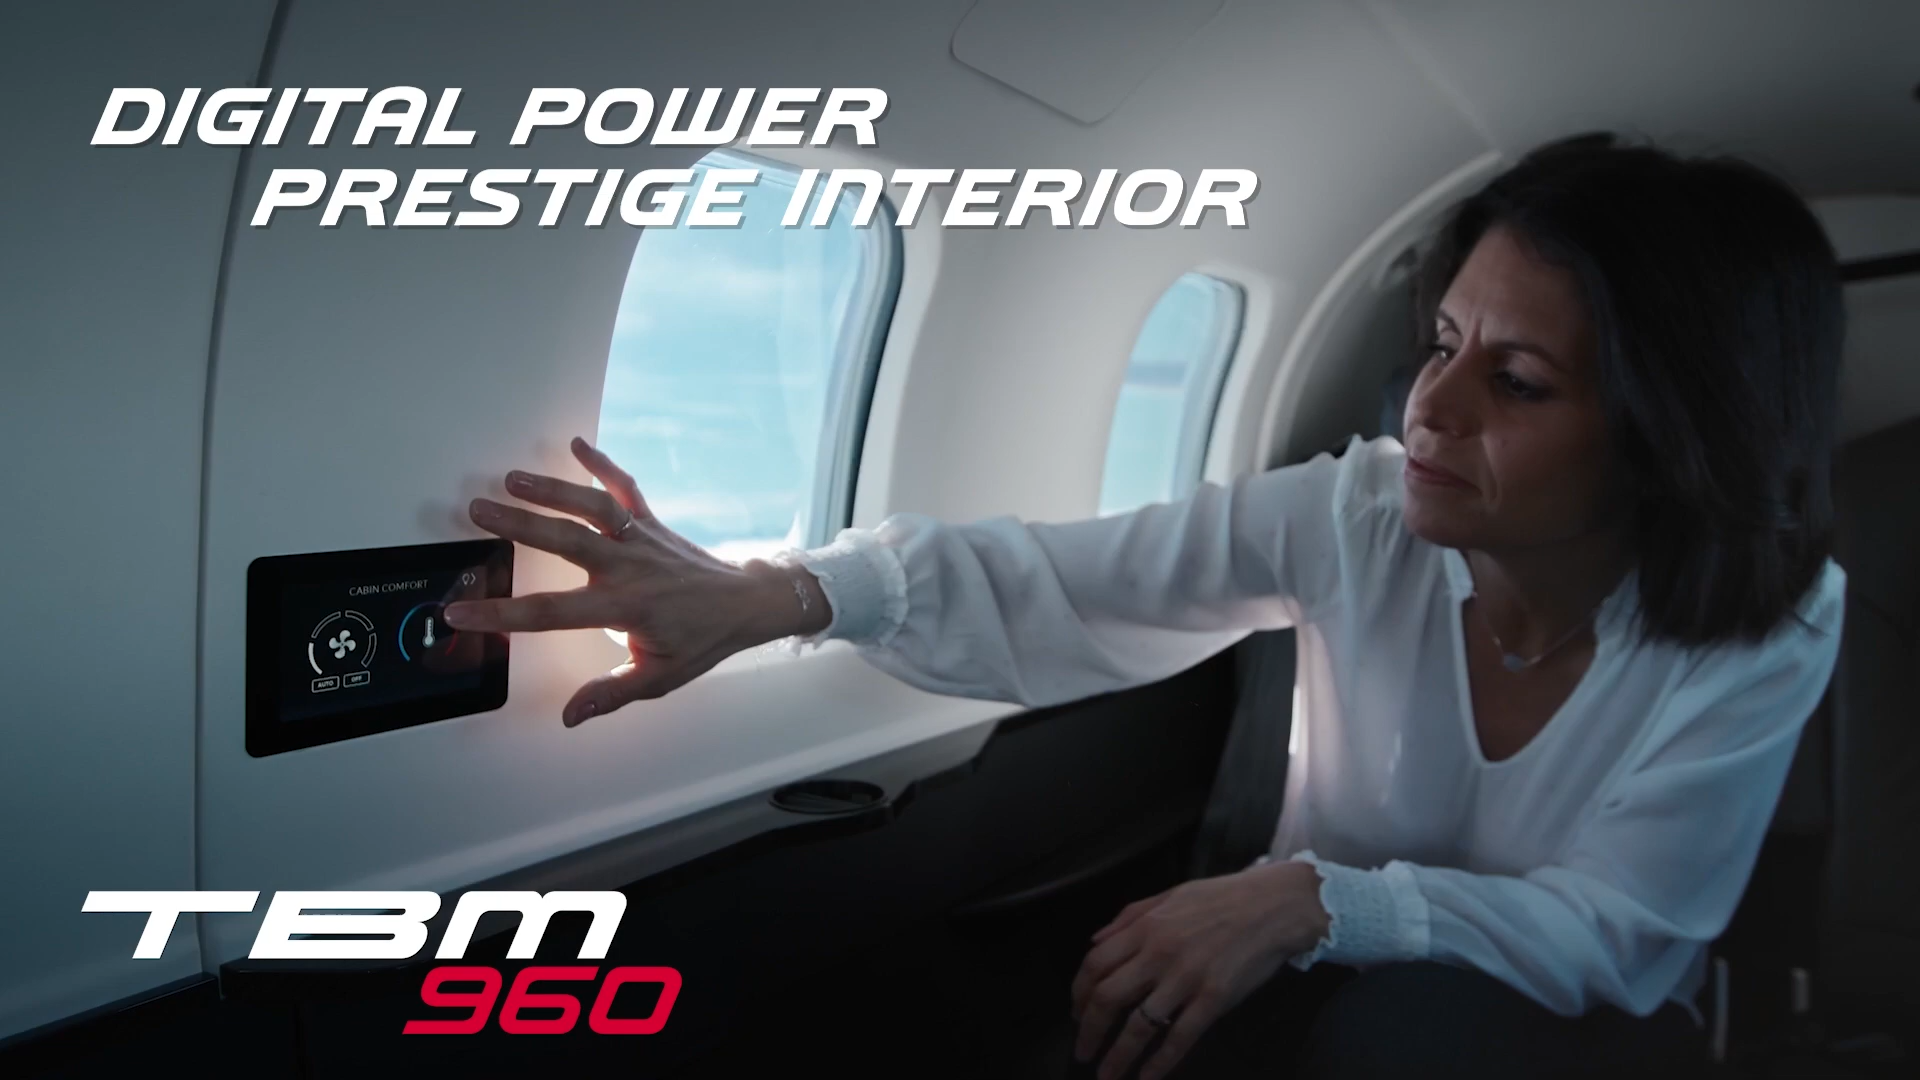 DIGITAL POWER
PRESTIGE INTERIOR
CABIN COMFORT
AUTO OFF
TBM
960